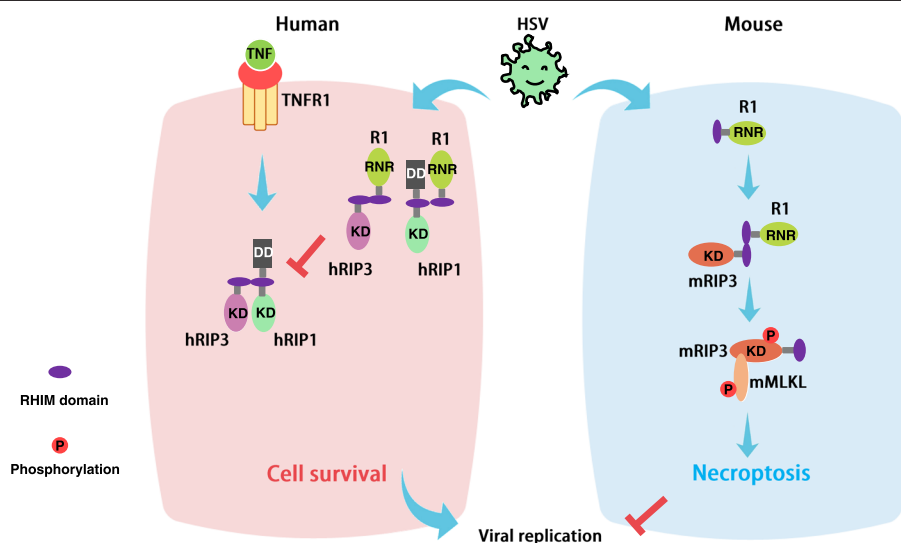 Human
HSV
Mouse
TNF
TNFR1
R1
RNR
R1
DD
RNR
KD
KD
hRIP3
hRIP1
DD
KD
KD
hRIP3
hRIP1
R1
RNR
R1
RNR
KD
mRIP3
P
mRIP3
KD
P
mMLKL
RHIM domain
P
Phosphorylation
Cell survival
Necroptosis
Viral replication